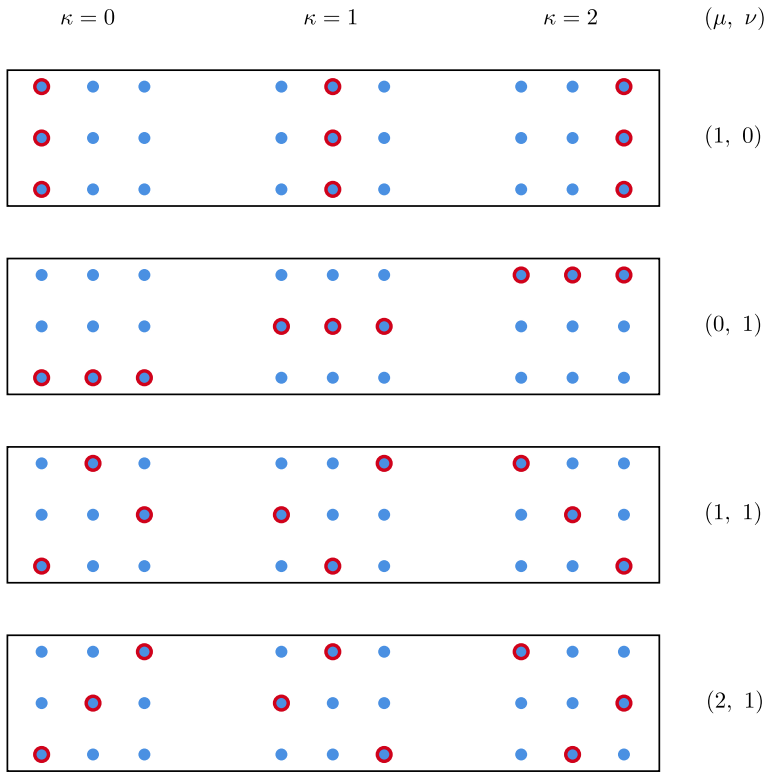 κ = 0 κ = 1 κ = 2 (μ, ν)
(1, 0)
(0, 1)
(1, 1)
(2, 1)